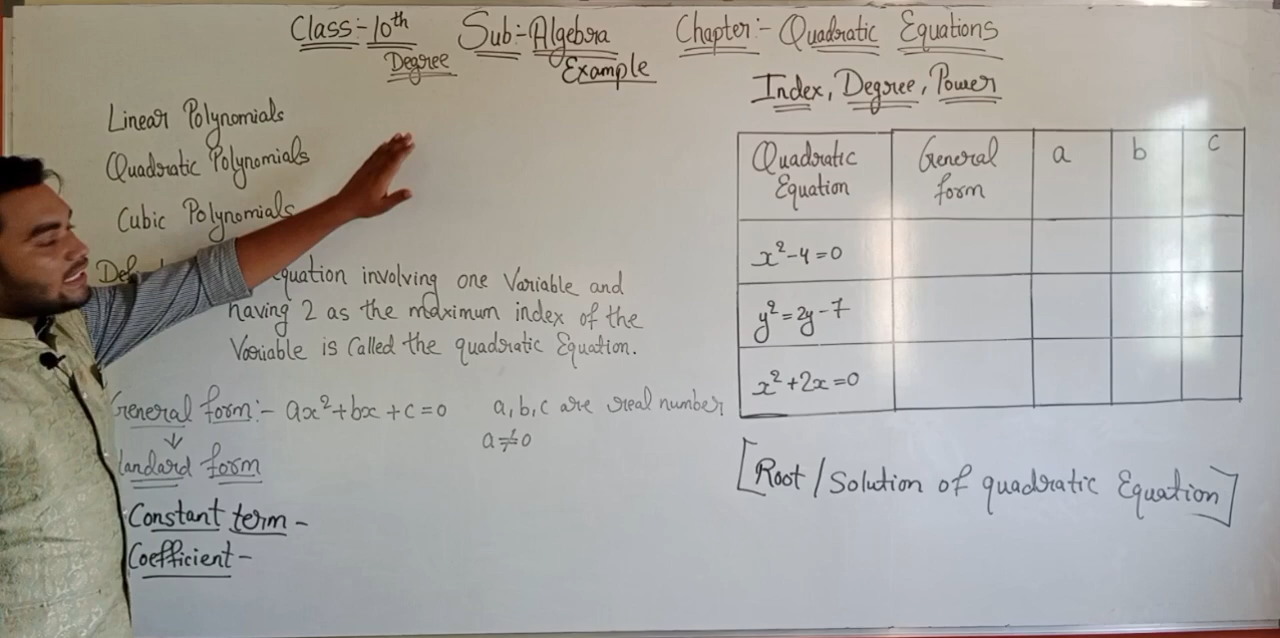 Class:- 10th Sub:- Algebra Chapter:- Quadratic Equations
Degree Example
Linear Polynomials
Quadratic Polynomials
Cubic Polynomials
equation involving one Variable and
having 2 as the maximum index of the
Variable is Called the quadratic Equation.
General form:- ax²+bx+c=0 a,b,c are real number
a≠0
↓
tandard form
Constant term -
Coefficient -
Index, Degree, Power
Quadratic Equation General form a b c
x²-4=0
y²=2y-7
x²+2x=0
[Root / Solution of quadratic Equation]